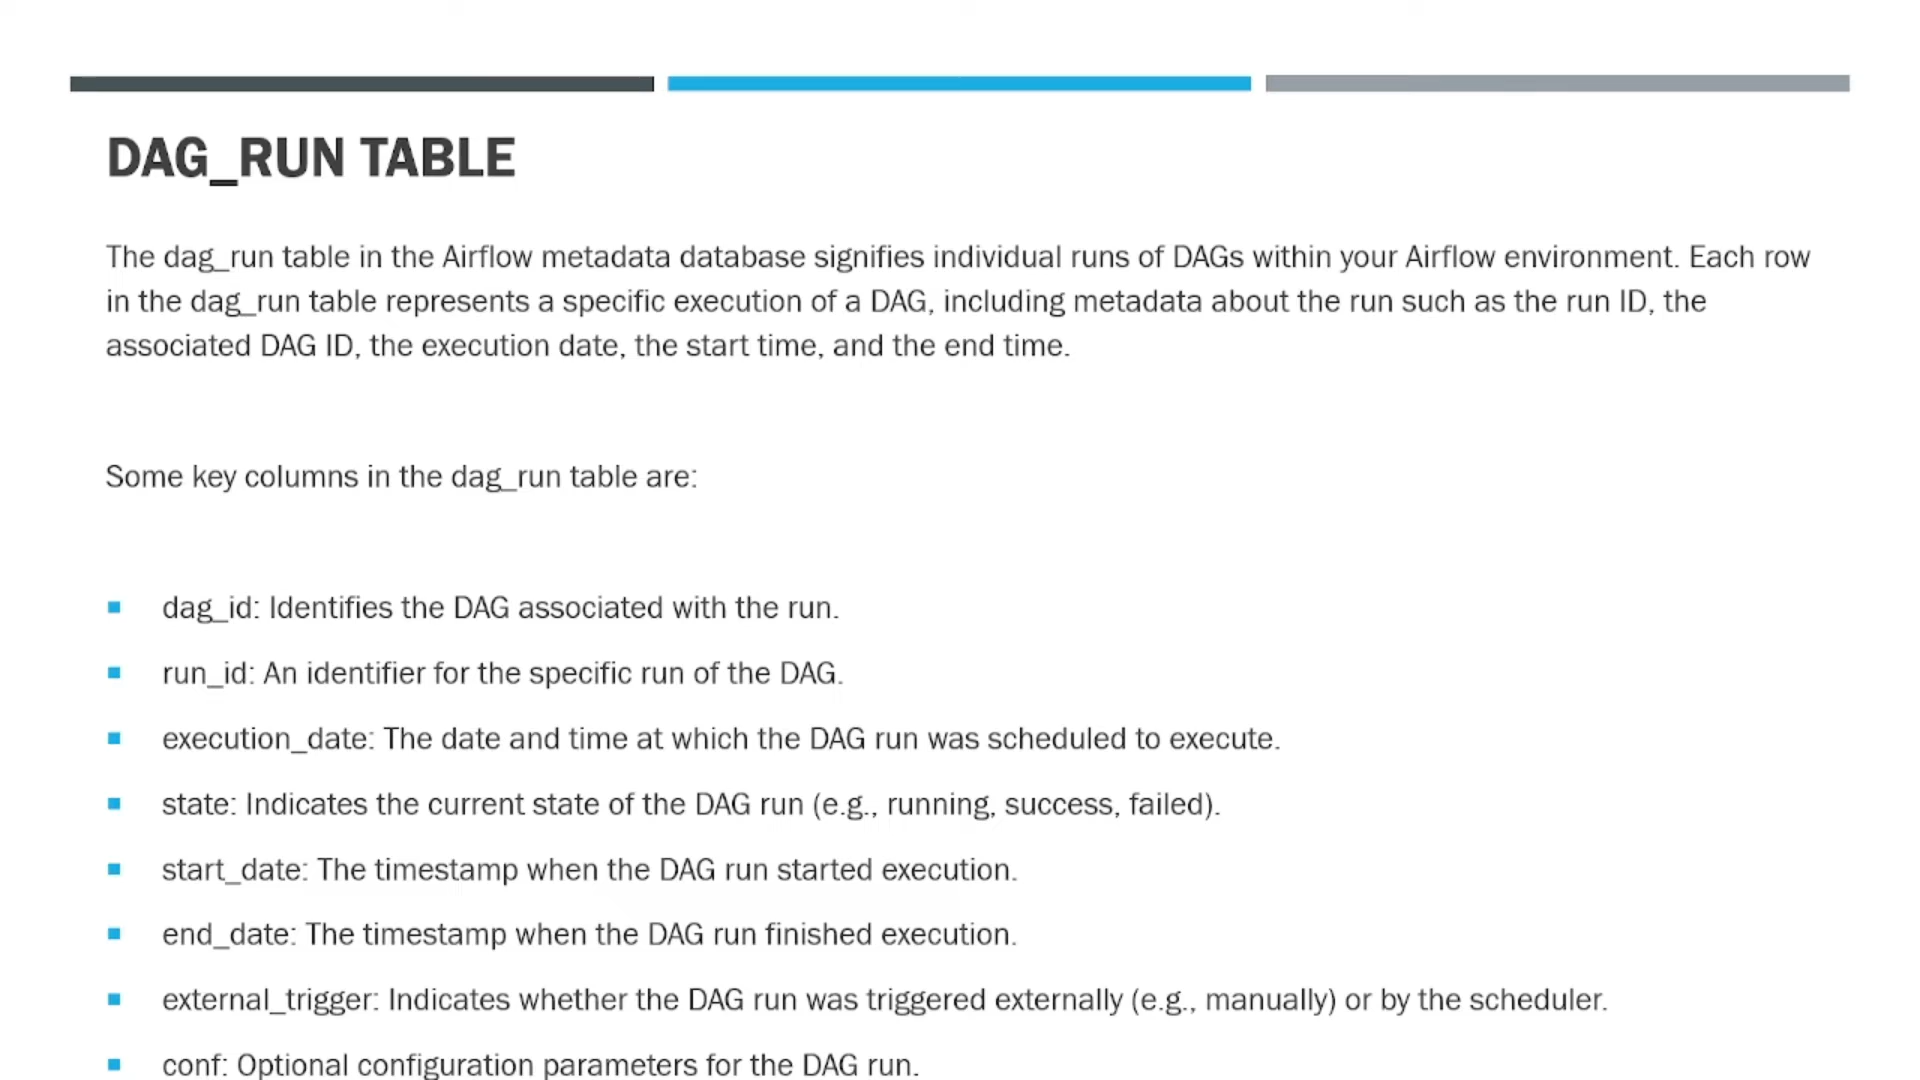 DAG_RUN TABLE
The dag_run table in the Airflow metadata database signifies individual runs of DAGs within your Airflow environment. Each row
in the dag_run table represents a specific execution of a DAG, including metadata about the run such as the run ID, the
associated DAG ID, the execution date, the start time, and the end time.
Some key columns in the dag_run table are:
dag_id: Identifies the DAG associated with the run.
run_id: An identifier for the specific run of the DAG.
execution_date: The date and time at which the DAG run was scheduled to execute.
state: Indicates the current state of the DAG run (e.g., running, success, failed).
start_date: The timestamp when the DAG run started execution.
end_date: The timestamp when the DAG run finished execution.
external_trigger: Indicates whether the DAG run was triggered externally (e.g., manually) or by the scheduler.
conf: Optional configuration parameters for the DAG run.